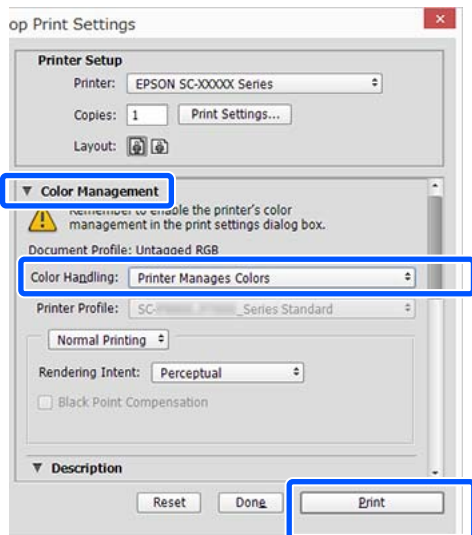 op Print Settings
Printer Setup
Printer: EPSON SC-XXXXX Series
Copies: 1 Print Settings...
Layout:
Color Management
Remember to enable the printer's color
management in the print settings dialog box.
Document Profile: Untagged RGB
Color Handling: Printer Manages Colors
Printer Profile: SC- _Series Standard
Normal Printing
Rendering Intent: Perceptual
Black Point Compensation
Description
Reset Done Print